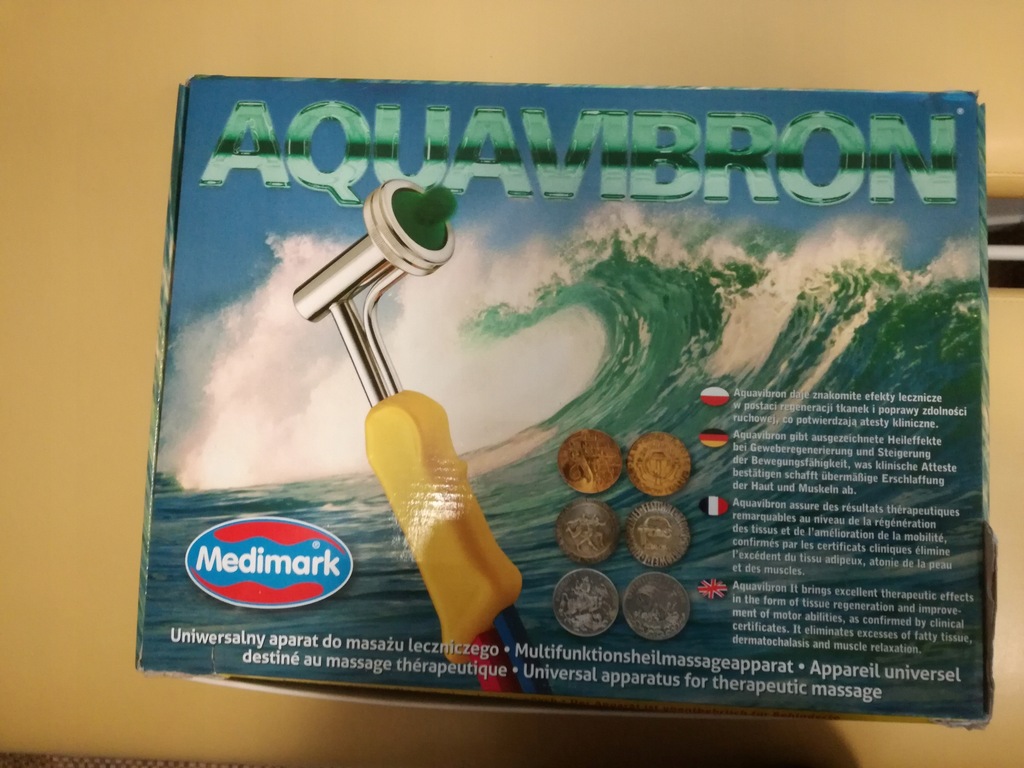 AQUAVIBRON
Aquavibron daje znakomite efekty lecznicze
w postaci regeneracji tkanek i poprawy zdolności
ruchowej, co potwierdzają atesty kliniczne.
Aquavibron gibt ausgezeichnete Heileffekte
bei Geweberegenerierung und Steigerung
der Bewegungsfähigkeit, was klinische Atteste
bestätigen schafft übermäßige Erschlaffung
der Haut und Muskeln ab.
Aquavibron assure des résultats thérapeutiques
remarquables au niveau de la régénération
des tissus et de l'amélioration de la mobilité,
confirmés par les certificats cliniques élimine
l'excédent du tissu adipeux, atonie de la peau
et des muscles.
Aquavibron It brings excellent therapeutic effects
in the form of tissue regeneration and improve-
ment of motor abilities, as confirmed by clinical
certificates. It eliminates excesses of fatty tissue,
dermatochalasis and muscle relaxation.
Medimark®
Uniwersalny aparat do masażu leczniczego • Multifunktionsheilmassageapparat • Appareil universel
destiné au massage thérapeutique • Universal apparatus for therapeutic massage